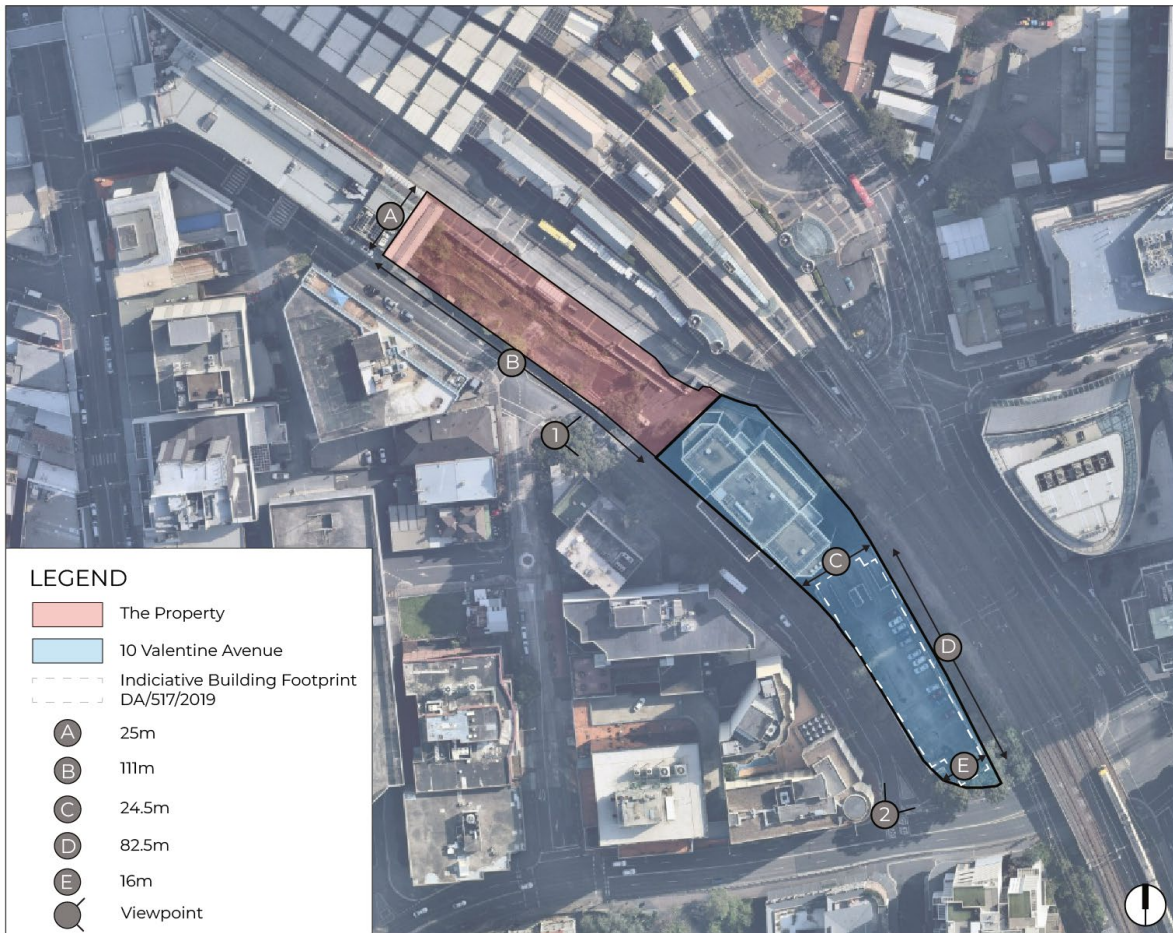 A
B
1
C
D
E
2
LEGEND
The Property
10 Valentine Avenue
Indiciative Building Footprint
DA/517/2019
A 25m
B 111m
C 24.5m
D 82.5m
E 16m
Viewpoint